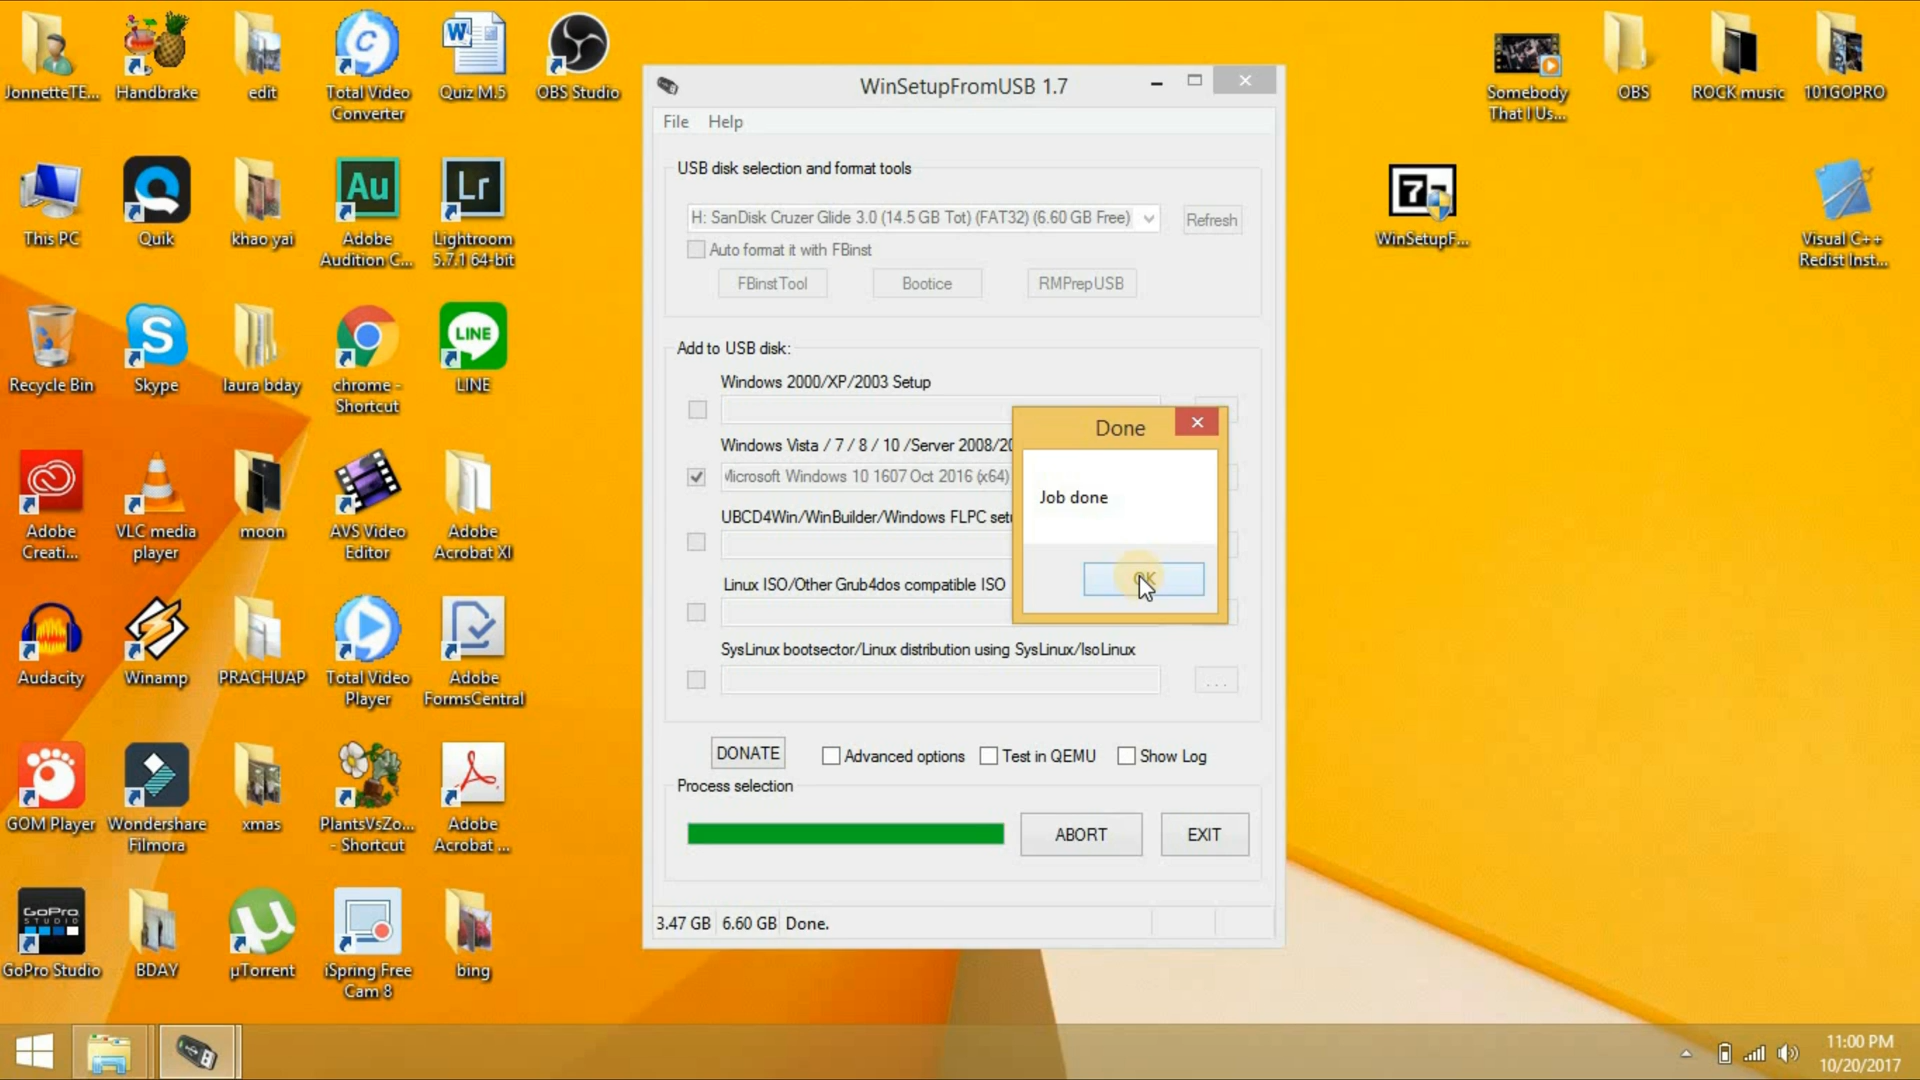 JonnetteTE...
Handbrake
edit
Total Video
Converter
Quiz M.5
OBS Studio
This PC
Quik
khao yai
Au
Adobe
Audition C...
Lr
Lightroom
5.7.1 64-bit
Recycle Bin
Skype
laura bday
chrome -
Shortcut
LINE
LINE
Adobe
Creati...
VLC media
player
moon
AVS Video
Editor
Adobe
Acrobat XI
Audacity
Winamp
PRACHUAP
Total Video
Player
Adobe
FormsCentral
GOM Player
Wondershare
Filmora
xmas
PlantsVsZo...
- Shortcut
Adobe
Acrobat ...
GoPro
STUDIO
GoPro Studio
BDAY
µTorrent
iSpring Free
Cam 8
bing
WinSetupFromUSB 1.7
File Help
USB disk selection and format tools
H: SanDisk Cruzer Glide 3.0 (14.5 GB Tot) (FAT32) (6.60 GB Free)
Refresh
Auto format it with FBinst
FBinstTool
Bootice
RMPrepUSB
Add to USB disk:
Windows 2000/XP/2003 Setup
Windows Vista / 7 / 8 / 10 /Server 2008/20
Microsoft Windows 10 1607 Oct 2016 (x64)
UBCD4Win/WinBuilder/Windows FLPC setu
Linux ISO/Other Grub4dos compatible ISO
SysLinux bootsector/Linux distribution using SysLinux/IsoLinux
...
Done
Job done
OK
DONATE
Advanced options
Test in QEMU
Show Log
Process selection
ABORT
EXIT
3.47 GB 6.60 GB Done.
Somebody
That I Us...
OBS
ROCK music
101GOPRO
WinSetupF...
Visual C++
Redist Inst...
11:00 PM
10/20/2017